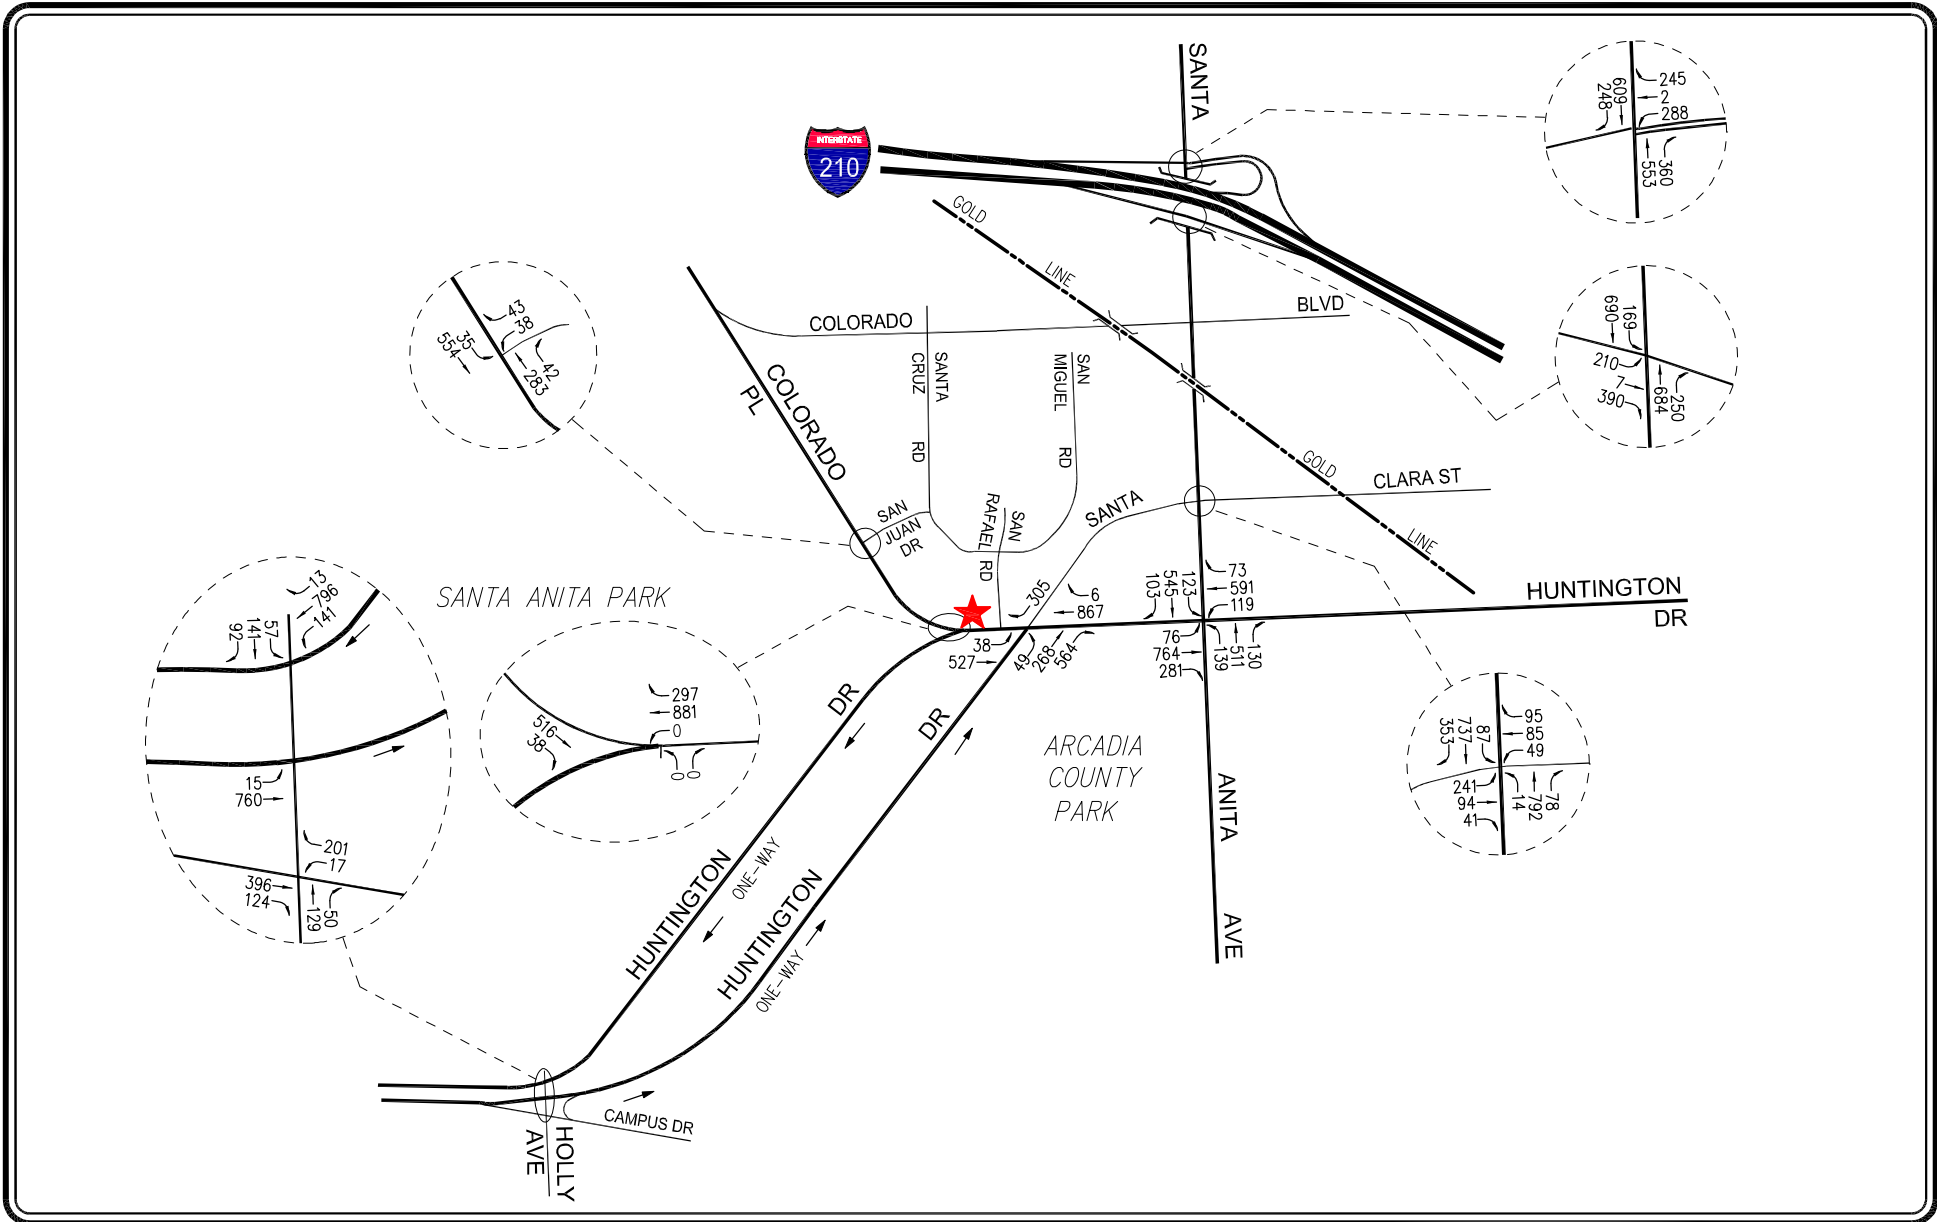 INTERSTATE
210
SANTA
ANITA
AVE
GOLD
LINE
GOLD
LINE
COLORADO
BLVD
COLORADO
PL
SANTA
CRUZ
RD
SAN
MIGUEL
RD
SAN
JUAN
DR
SAN
RAFAEL
RD
SANTA
CLARA ST
HUNTINGTON
DR
SANTA ANITA PARK
ARCADIA
COUNTY
PARK
DR
DR
HUNTINGTON
ONE-WAY
HUNTINGTON
ONE-WAY
CAMPUS DR
HOLLY
AVE
245
2
288
609
248
360
553
169
690
210
7
390
250
684
43
38
35
554
42
283
13
796
141
57
141
92
15
760
201
17
396
124
50
129
297
881
0
516
38
0
0
305
6
867
38
527
49
268
564
73
591
119
123
545
103
76
764
281
139
511
130
95
85
49
87
737
353
241
94
41
14
792
78